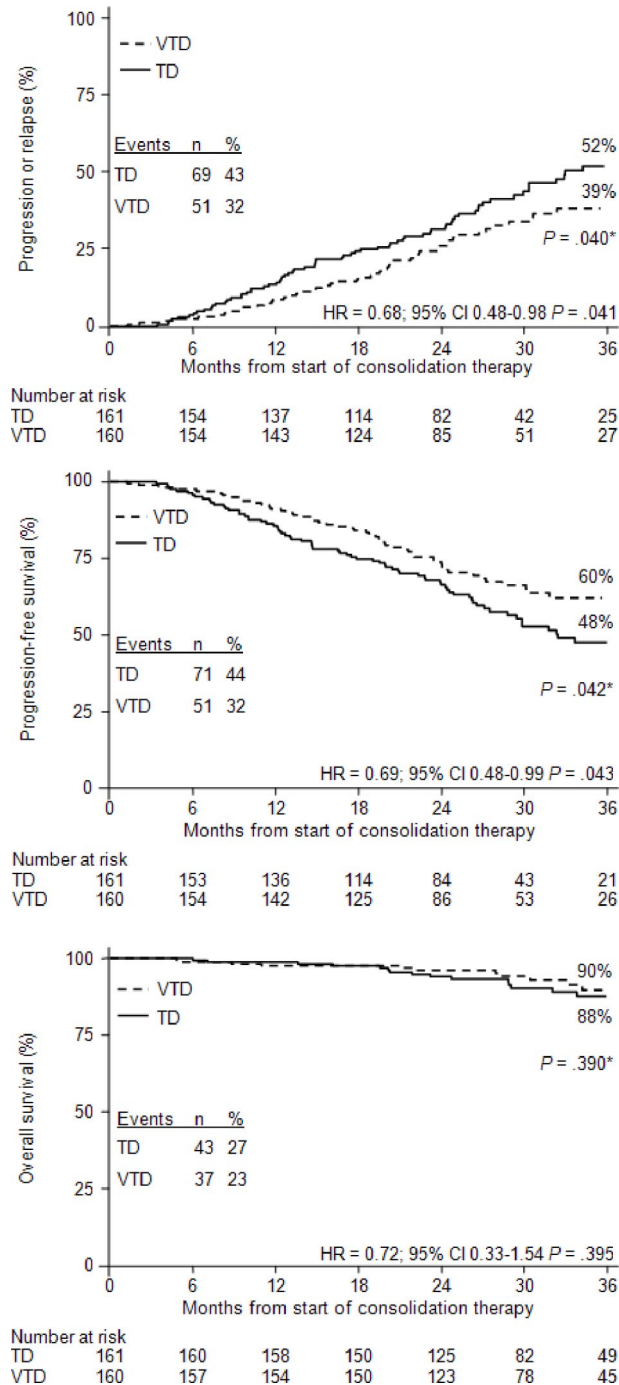 100
VTD
TD
75
Events n %
TD 69 43
VTD 51 32
52%
50
39%
P = .040*
25
HR = 0.68; 95% CI 0.48-0.98 P = .041
0
Progression or relapse (%)
0 6 12 18 24 30 36
Months from start of consolidation therapy
Number at risk
TD 161 154 137 114 82 42 25
VTD 160 154 143 124 85 51 27
100
VTD
TD
75
60%
50
48%
Events n %
TD 71 44
VTD 51 32
P = .042*
25
HR = 0.69; 95% CI 0.48-0.99 P = .043
0
Progression-free survival (%)
0 6 12 18 24 30 36
Months from start of consolidation therapy
Number at risk
TD 161 153 136 114 84 43 21
VTD 160 154 142 125 86 53 26
100
90%
VTD
TD
88%
75
P = .390*
50
Events n %
TD 43 27
VTD 37 23
25
HR = 0.72; 95% CI 0.33-1.54 P = .395
0
Overall survival (%)
0 6 12 18 24 30 36
Months from start of consolidation therapy
Number at risk
TD 161 160 158 150 125 82 49
VTD 160 157 154 150 123 78 45